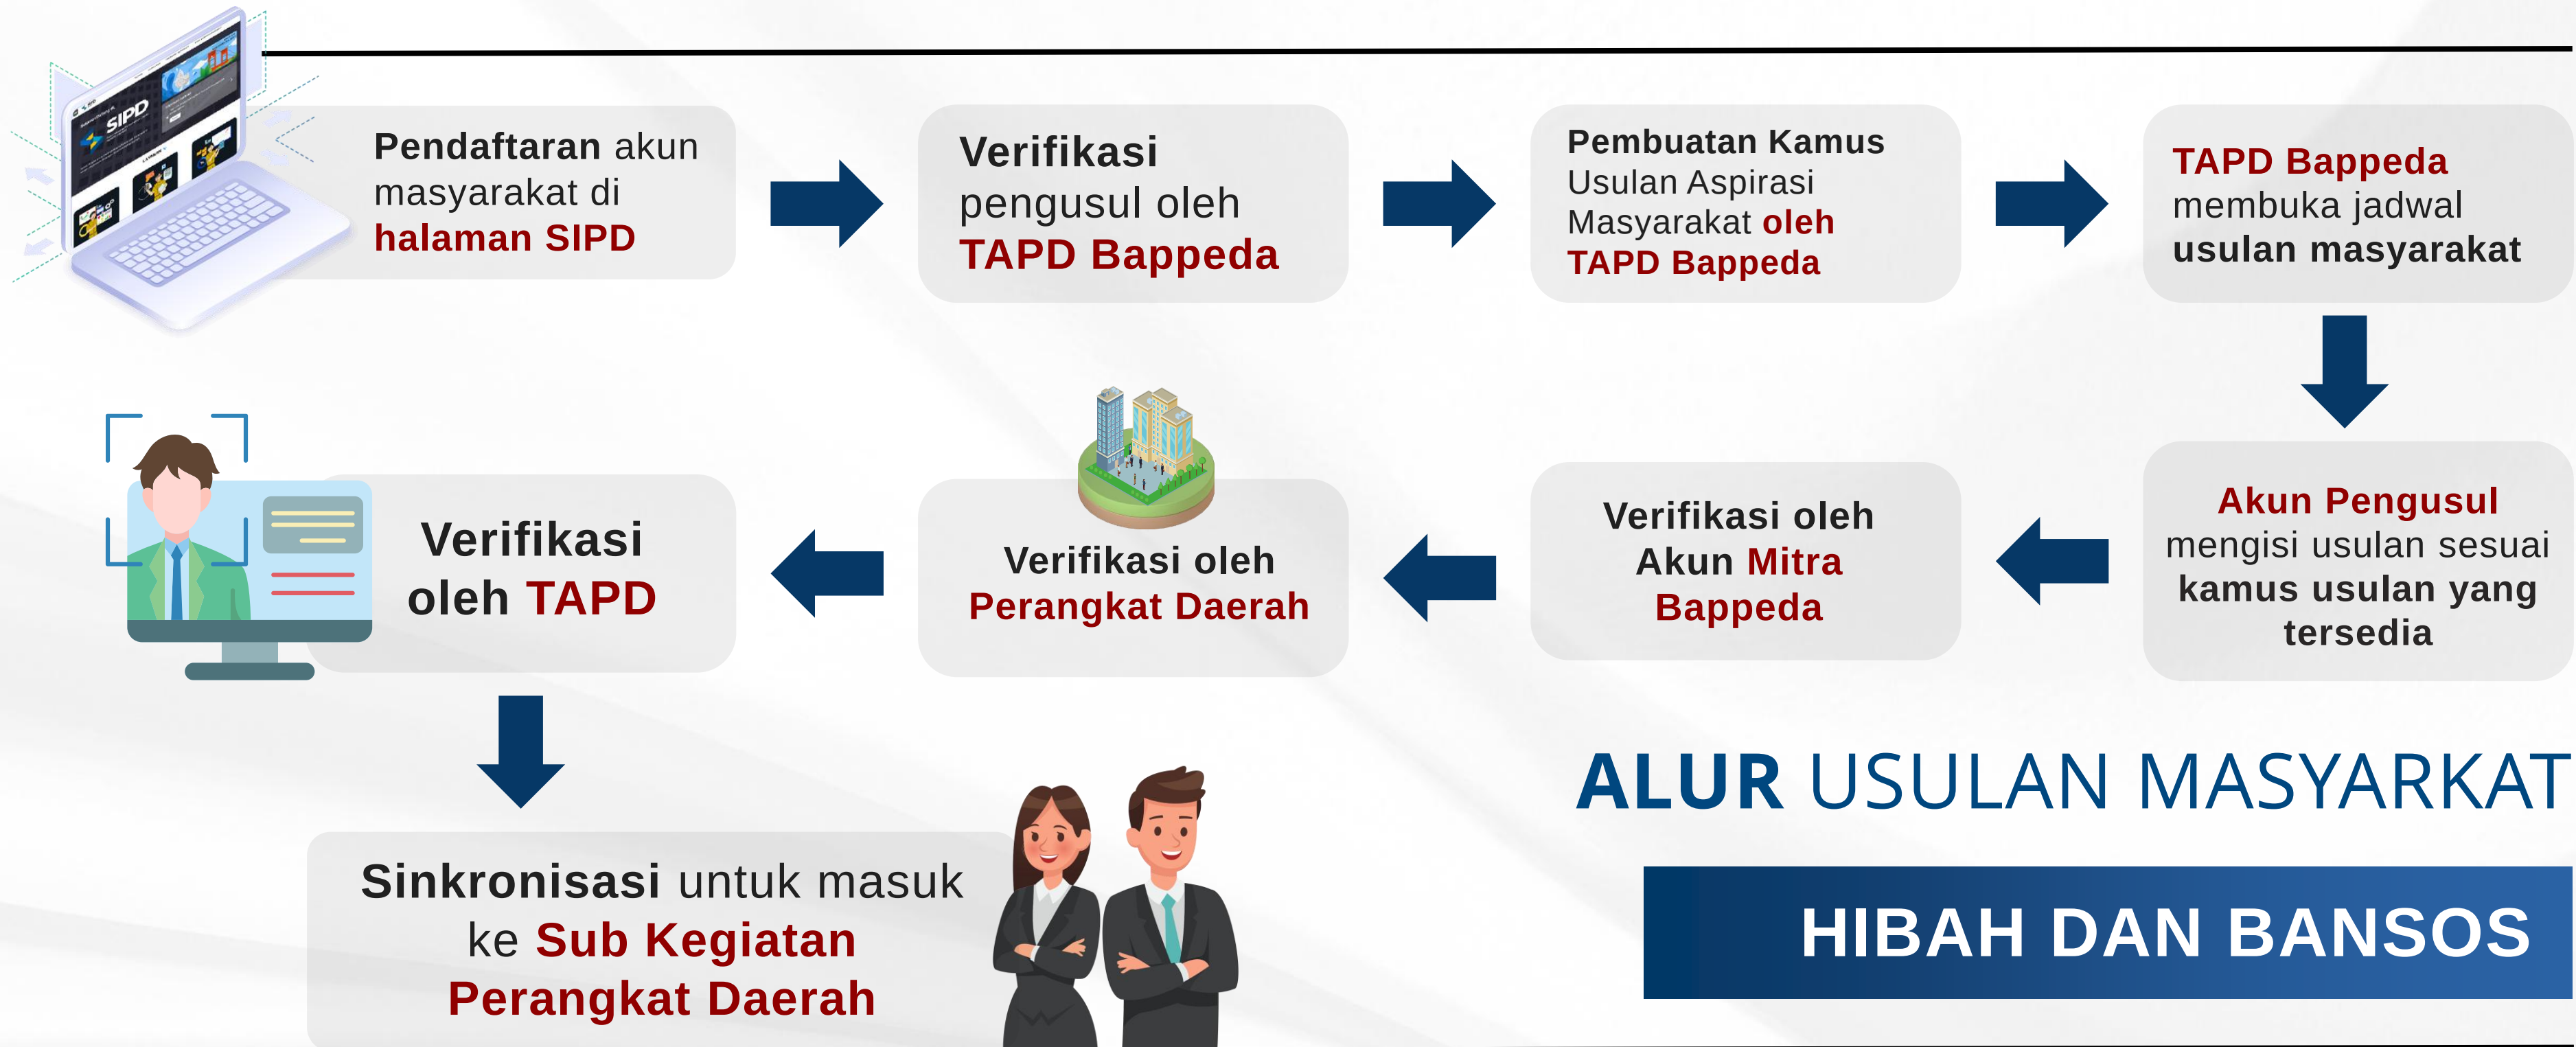 SIPD
Pendaftaran akun
masyarakat di
halaman SIPD
Verifikasi
pengusul oleh
TAPD Bappeda
Pembuatan Kamus
Usulan Aspirasi
Masyarakat oleh
TAPD Bappeda
TAPD Bappeda
membuka jadwal
usulan masyarakat
Akun Pengusul
mengisi usulan sesuai
kamus usulan yang
tersedia
Verifikasi oleh
Akun Mitra
Bappeda
Verifikasi oleh
Perangkat Daerah
Verifikasi
oleh TAPD
Sinkronisasi untuk masuk
ke Sub Kegiatan
Perangkat Daerah
ALUR USULAN MASYARKAT
HIBAH DAN BANSOS